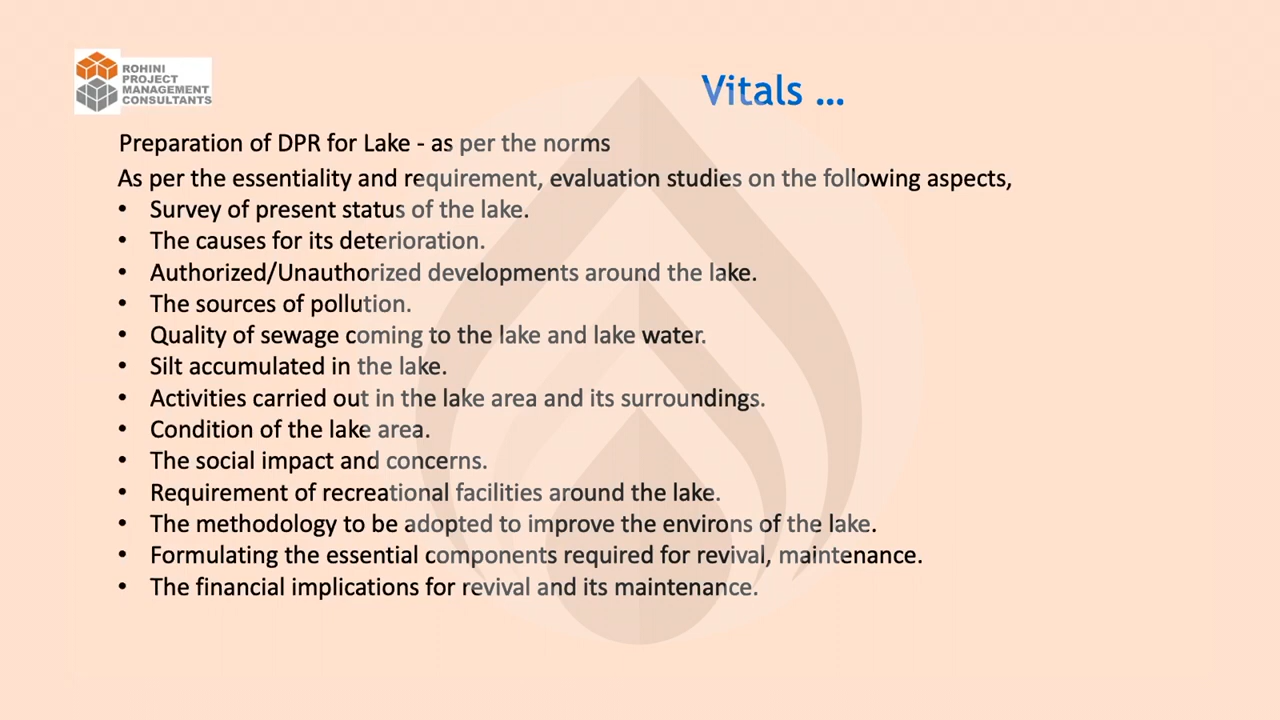 ROHINI
PROJECT
MANAGEMENT
CONSULTANTS
Vitals ...
Preparation of DPR for Lake - as per the norms
As per the essentiality and requirement, evaluation studies on the following aspects,
• Survey of present status of the lake.
• The causes for its deterioration.
• Authorized/Unauthorized developments around the lake.
• The sources of pollution.
• Quality of sewage coming to the lake and lake water.
• Silt accumulated in the lake.
• Activities carried out in the lake area and its surroundings.
• Condition of the lake area.
• The social impact and concerns.
• Requirement of recreational facilities around the lake.
• The methodology to be adopted to improve the environs of the lake.
• Formulating the essential components required for revival, maintenance.
• The financial implications for revival and its maintenance.